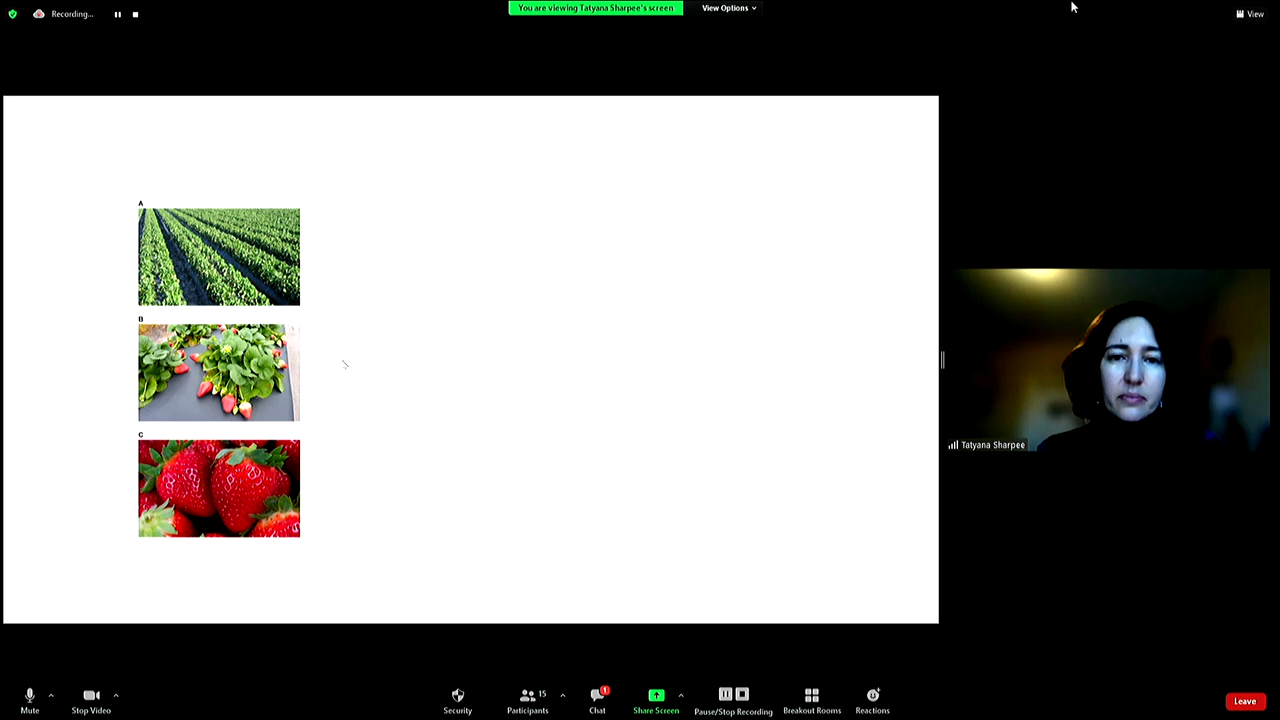 Recording...
You are viewing Tatyana Sharpee's screen
View Options
View
A
B
C
Tatyana Sharpee
Mute
Stop Video
Security
Participants
15
Chat
1
Share Screen
Pause/Stop Recording
Breakout Rooms
Reactions
Leave